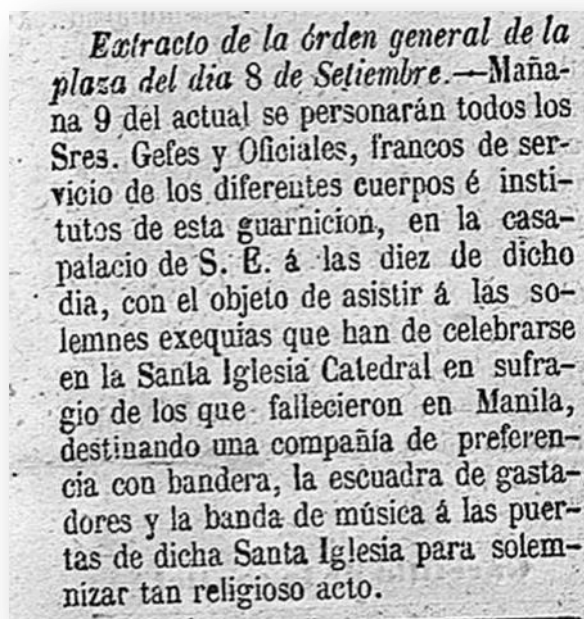 Extracto de la órden general de la
plaza del dia 8 de Setiembre.—Maña-
na 9 del actual se personarán todos los
Sres. Gefes y Oficiales, francos de ser-
vicio de los diferentes cuerpos é insti-
tutos de esta guarnicion, en la casa-
palacio de S. E. á las diez de dicho
dia, con el objeto de asistir á las so-
lemnes exequias que han de celebrarse
en la Santa Iglesia Catedral en sufra-
gio de los que fallecieron en Manila,
destinando una compañía de preferen-
cia con bandera, la escuadra de gasta-
dores y la banda de música á las puer-
tas de dicha Santa Iglesia para solem-
nizar tan religioso acto.